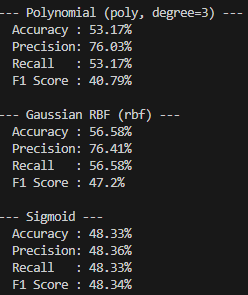 --- Polynomial (poly, degree=3) ---
Accuracy : 53.17%
Precision: 76.03%
Recall   : 53.17%
F1 Score : 40.79%
--- Gaussian RBF (rbf) ---
Accuracy : 56.58%
Precision: 76.41%
Recall   : 56.58%
F1 Score : 47.2%
--- Sigmoid ---
Accuracy : 48.33%
Precision: 48.36%
Recall   : 48.33%
F1 Score : 48.34%